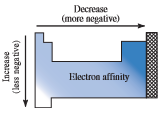 Decrease
(more negative)
Increase
(less negative)
Electron affinity